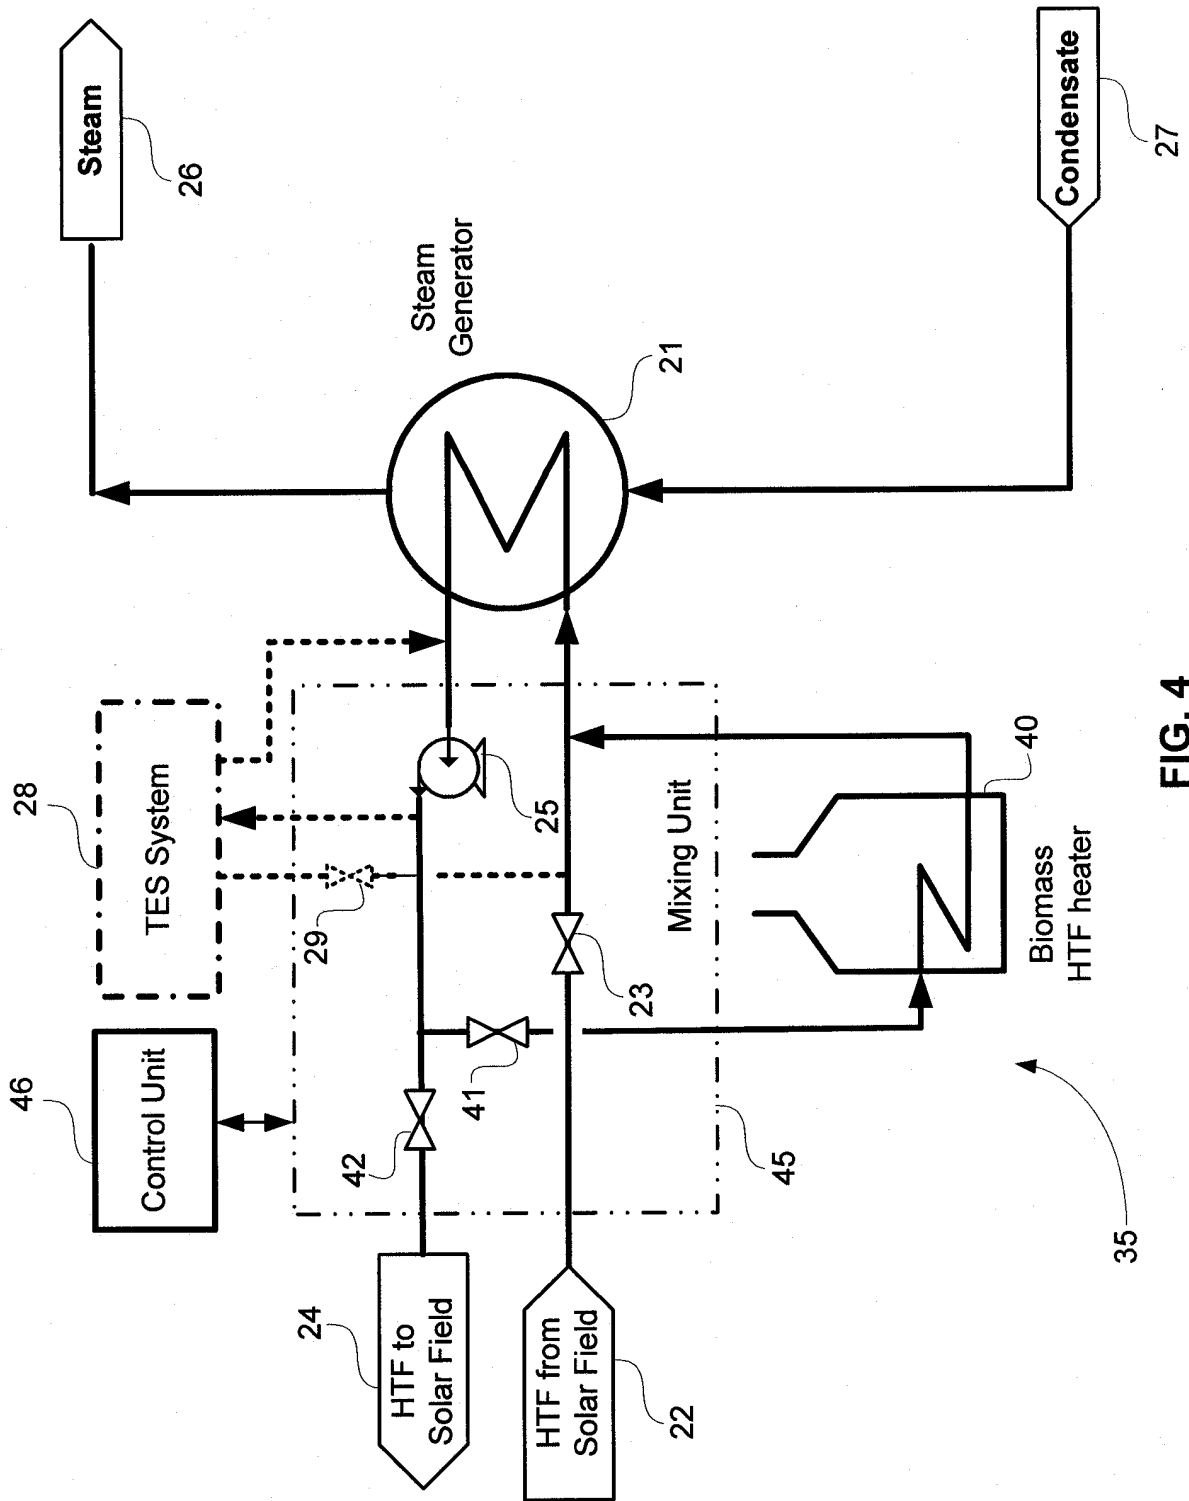 Steam
26
Condensate
27
Steam
Generator
21
28
TES System
29
25
46
Control Unit
42
41
23
Mixing Unit
45
40
Biomass
HTF heater
24
HTF to
Solar Field
HTF from
Solar Field
22
35
FIG. 4